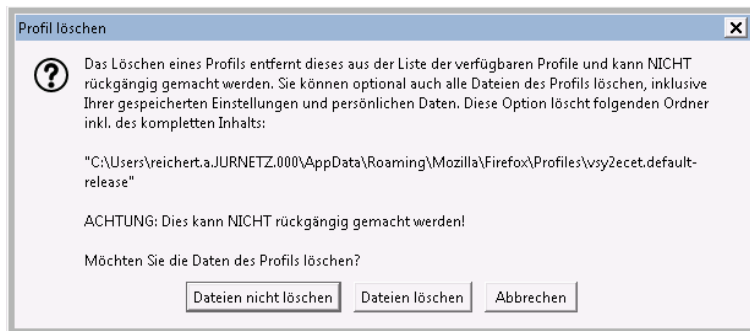 Profil löschen
Das Löschen eines Profils entfernt dieses aus der Liste der verfügbaren Profile und kann NICHT
rückgängig gemacht werden. Sie können optional auch alle Dateien des Profils löschen, inklusive
Ihrer gespeicherten Einstellungen und persönlichen Daten. Diese Option löscht folgenden Ordner
inkl. des kompletten Inhalts:
"C:\Users\reichert.a.JURNETZ.000\AppData\Roaming\Mozilla\Firefox\Profiles\vsy2ecet.default-
release"
ACHTUNG: Dies kann NICHT rückgängig gemacht werden!
Möchten Sie die Daten des Profils löschen?
Dateien nicht löschen Dateien löschen Abbrechen